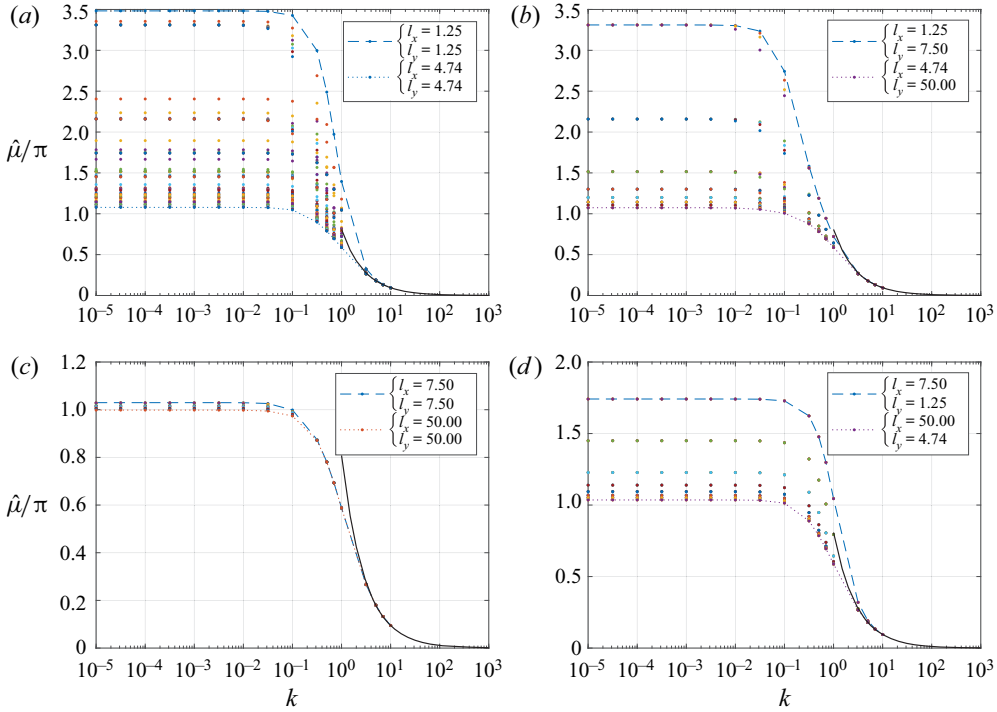 (a)
3.5
3.0
2.5
2.0
μ̂/π
1.5
1.0
0.5
0
10⁻⁵ 10⁻⁴ 10⁻³ 10⁻² 10⁻¹ 10⁰ 10¹ 10² 10³
l_x = 1.25
l_y = 1.25
l_x = 4.74
l_y = 4.74
(b)
3.5
3.0
2.5
2.0
1.5
1.0
0.5
0
10⁻⁵ 10⁻⁴ 10⁻³ 10⁻² 10⁻¹ 10⁰ 10¹ 10² 10³
l_x = 1.25
l_y = 7.50
l_x = 4.74
l_y = 50.00
(c)
1.2
1.0
0.8
μ̂/π
0.6
0.4
0.2
0
10⁻⁵ 10⁻⁴ 10⁻³ 10⁻² 10⁻¹ 10⁰ 10¹ 10² 10³
k
l_x = 7.50
l_y = 7.50
l_x = 50.00
l_y = 50.00
(d)
2.0
1.5
1.0
0.5
0
10⁻⁵ 10⁻⁴ 10⁻³ 10⁻² 10⁻¹ 10⁰ 10¹ 10² 10³
k
l_x = 7.50
l_y = 1.25
l_x = 50.00
l_y = 4.74